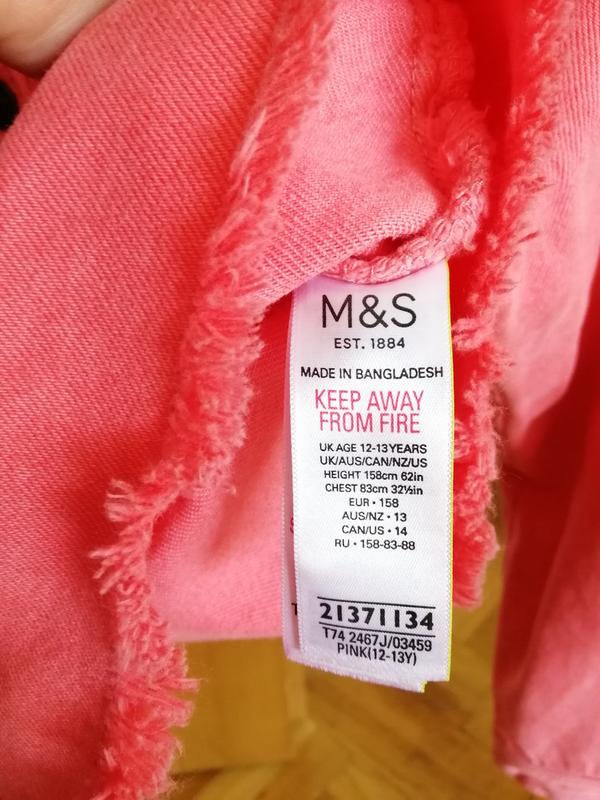 M&S
EST. 1884
MADE IN BANGLADESH
KEEP AWAY
FROM FIRE
UK AGE 12-13YEARS
UK/AUS/CAN/NZ/US
HEIGHT 158cm 62in
CHEST 83cm 32½in
EUR • 158
AUS/NZ • 13
CAN/US • 14
RU • 158-83-88
21371134
T74 2467J/03459
PINK(12-13Y)